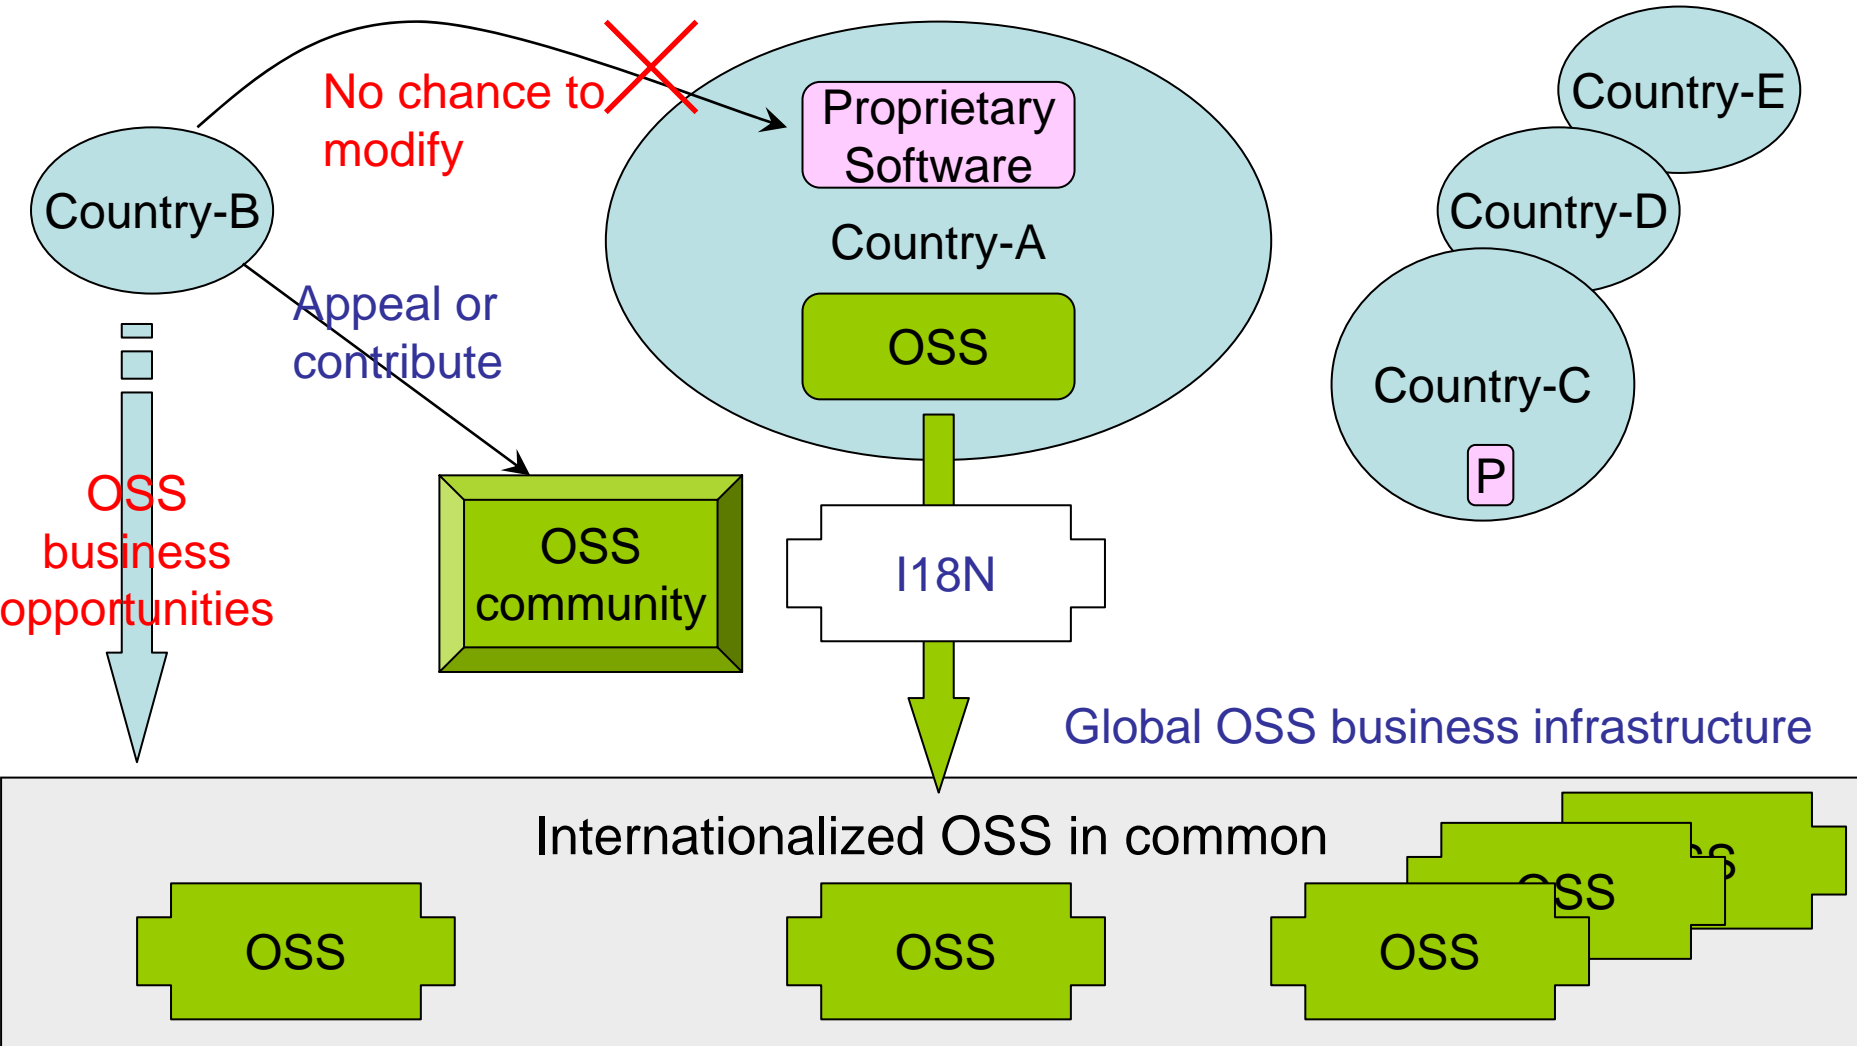 No chance to
modify
Proprietary
Software
Country-E
Country-B
Country-A
Country-D
Appeal or
contribute
OSS
Country-C
P
OSS
business
opportunities
OSS
community
I18N
Global OSS business infrastructure
Internationalized OSS in common
OSS
OSS
OSS
OSS